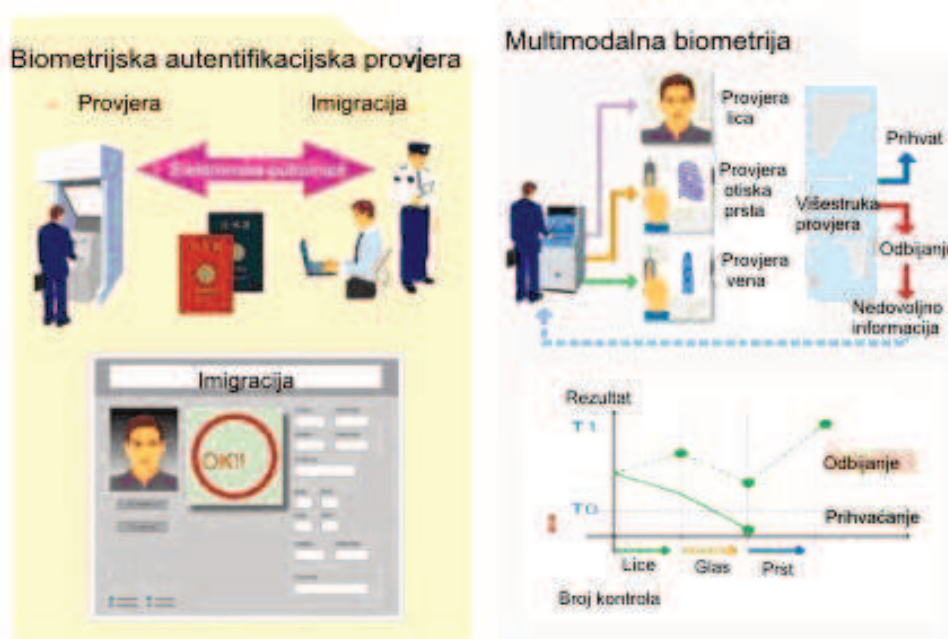 Biometrijska autentifikacijska provjera
Provjera
Imigracija
Imigracija
OK!!
Multimodalna biometrija
Provjera
lica
Provjera
otiska
prsta
Provjera
vena
Višestruka
provjera
Prihvat
Odbijanje
Nedovoljno
informacija
Rezultat
T1
T0
Odbijanje
Prihvaćanje
Lice
Glas
Prst
Broj kontrola